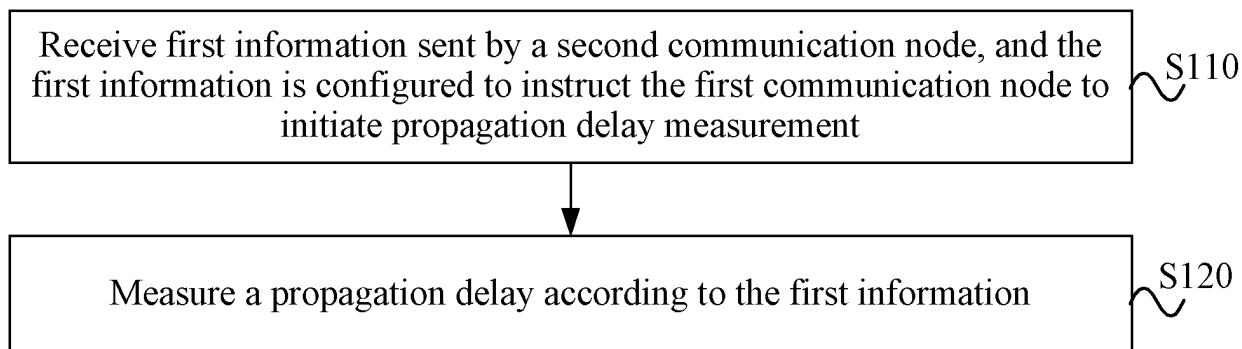 Receive first information sent by a second communication node, and the
first information is configured to instruct the first communication node to
initiate propagation delay measurement
S110
Measure a propagation delay according to the first information
S120